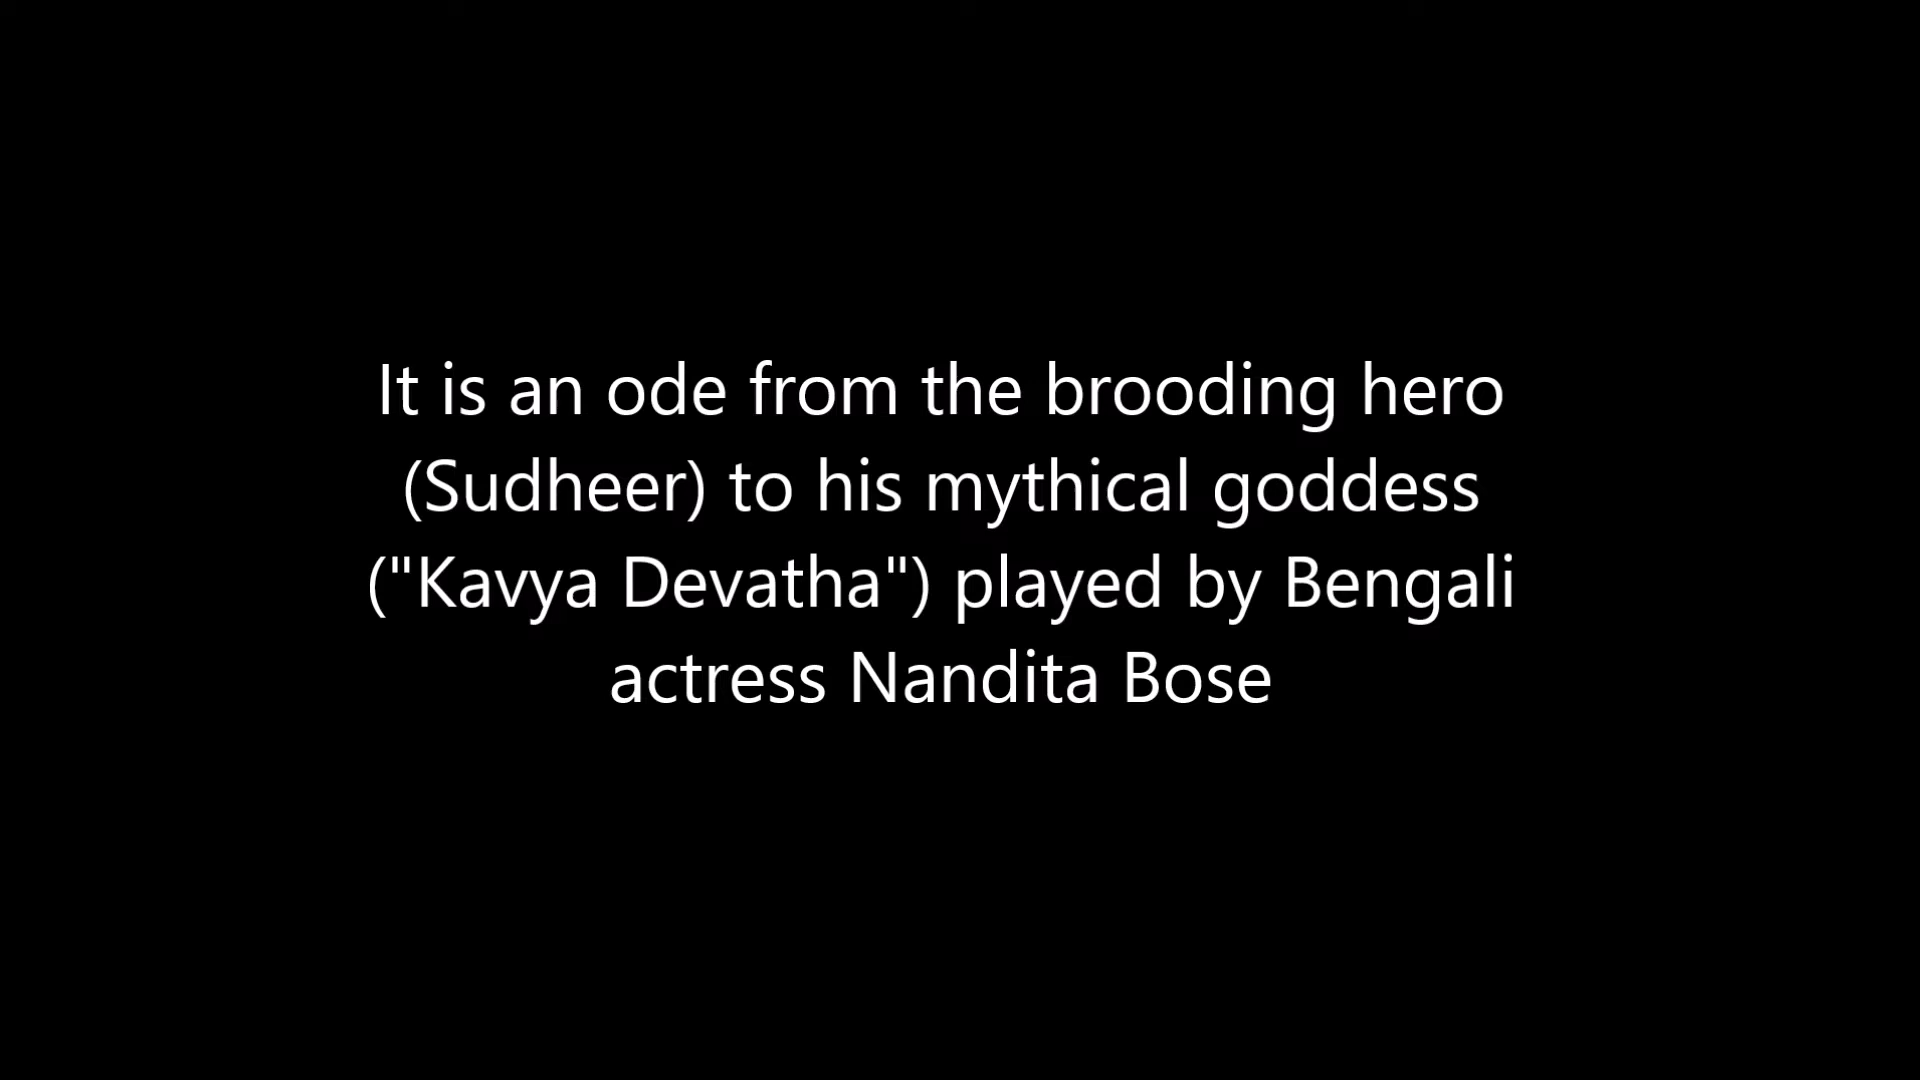 It is an ode from the brooding hero
(Sudheer) to his mythical goddess
("Kavya Devatha") played by Bengali
actress Nandita Bose